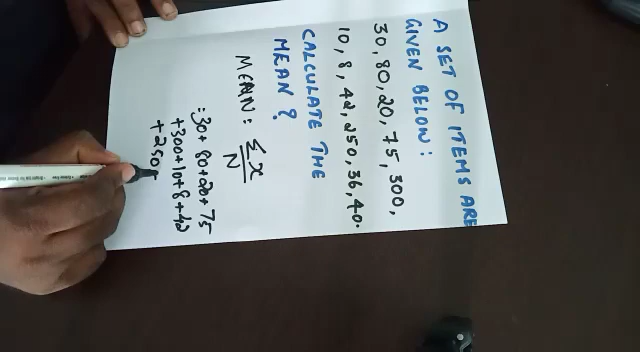 A SET OF ITEMS ARE
GIVEN BELOW:
30, 80, 20, 75, 300,
10, 8, 42, 250, 36, 40.
CALCULATE THE
MEAN?
MEAN: Σx/N
: 30+ 80+20+ 75
+300+10+8+42
+250+